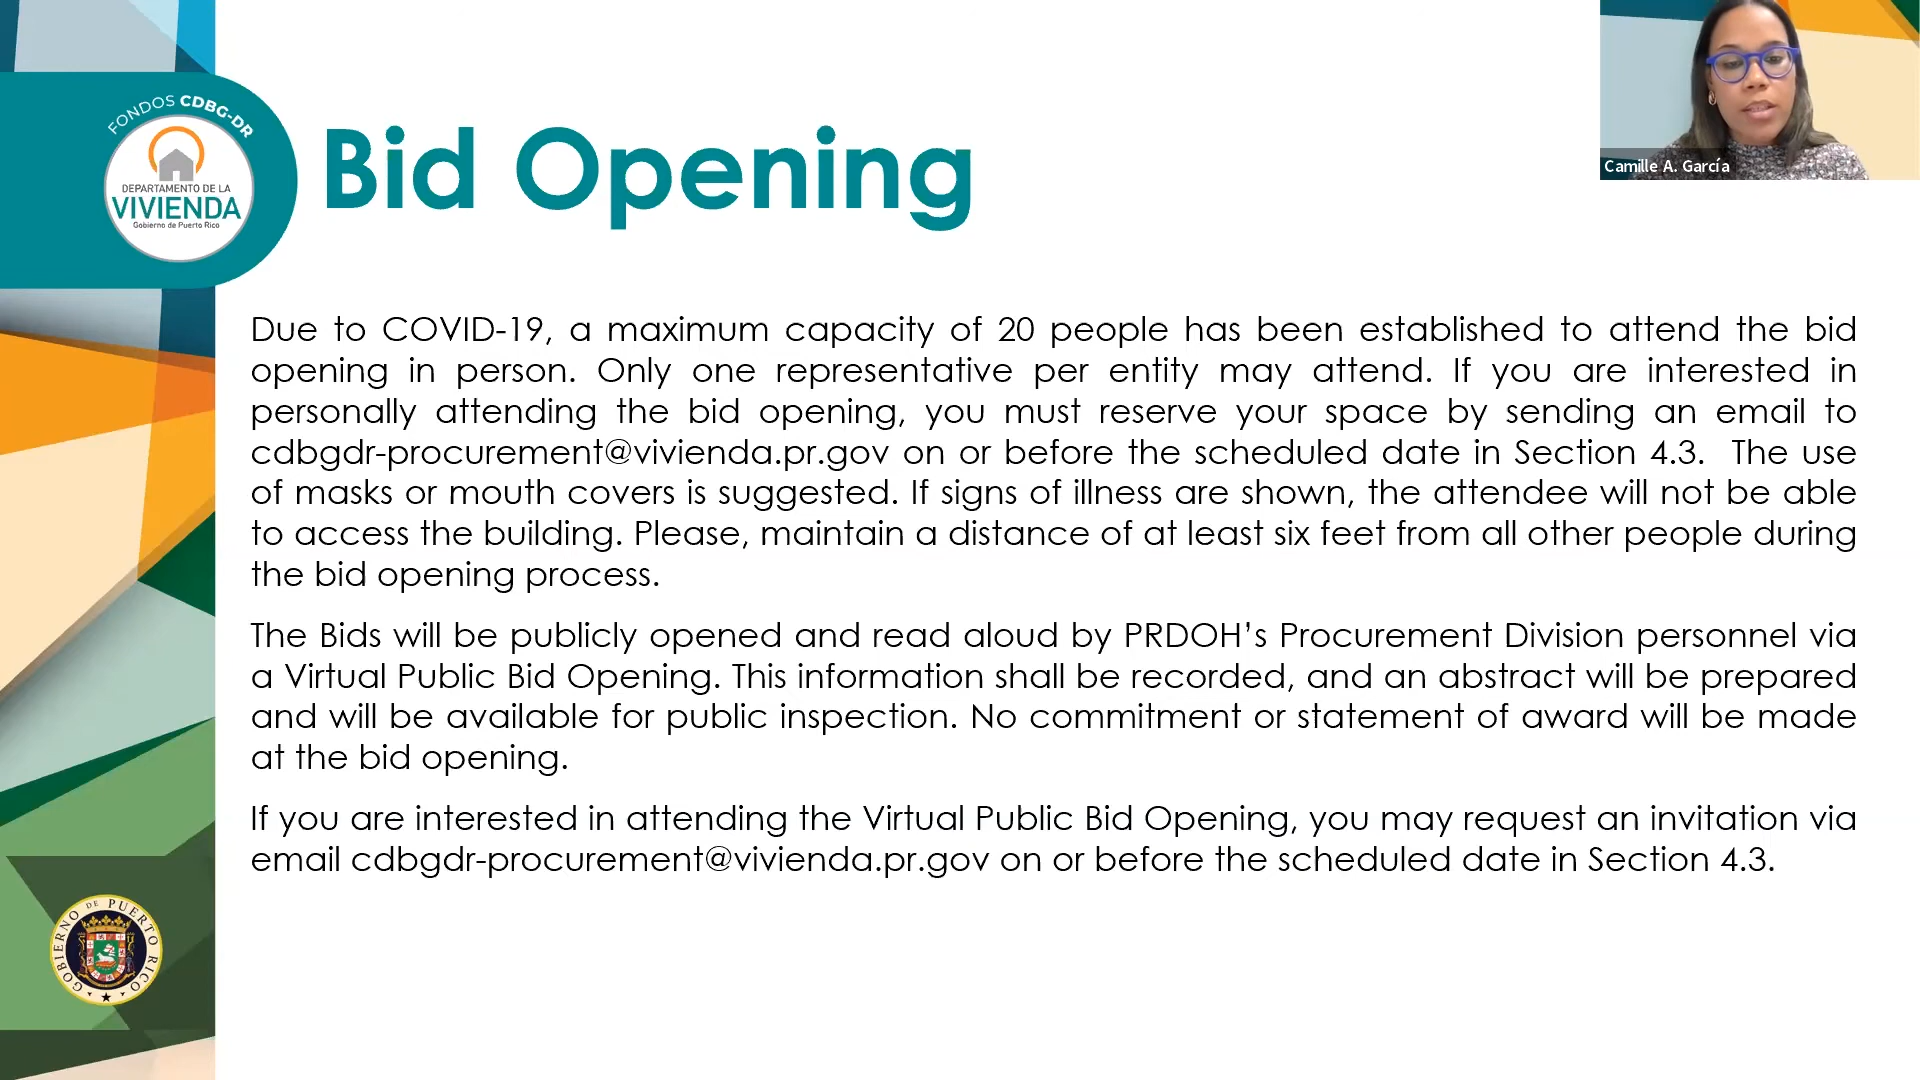 FONDOS CDBG-DR
DEPARTAMENTO DE LA
VIVIENDA
Gobierno de Puerto Rico
Bid Opening
Camille A. García
Due to COVID-19, a maximum capacity of 20 people has been established to attend the bid
opening in person. Only one representative per entity may attend. If you are interested in
personally attending the bid opening, you must reserve your space by sending an email to
cdbgdr-procurement@vivienda.pr.gov on or before the scheduled date in Section 4.3. The use
of masks or mouth covers is suggested. If signs of illness are shown, the attendee will not be able
to access the building. Please, maintain a distance of at least six feet from all other people during
the bid opening process.
The Bids will be publicly opened and read aloud by PRDOH’s Procurement Division personnel via
a Virtual Public Bid Opening. This information shall be recorded, and an abstract will be prepared
and will be available for public inspection. No commitment or statement of award will be made
at the bid opening.
If you are interested in attending the Virtual Public Bid Opening, you may request an invitation via
email cdbgdr-procurement@vivienda.pr.gov on or before the scheduled date in Section 4.3.
GOBIERNO DE PUERTO RICO